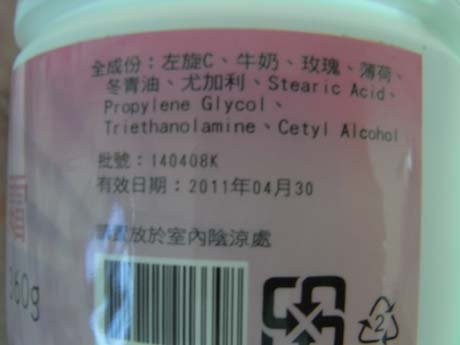 全成份：左旋C、牛奶、玫瑰、薄荷、
冬青油、尤加利、Stearic Acid、
Propylene Glycol、
Triethanolamine、Cetyl Alcohol
批號：140408K
有效日期：2011年04月30
放於室內陰涼處
360g
2